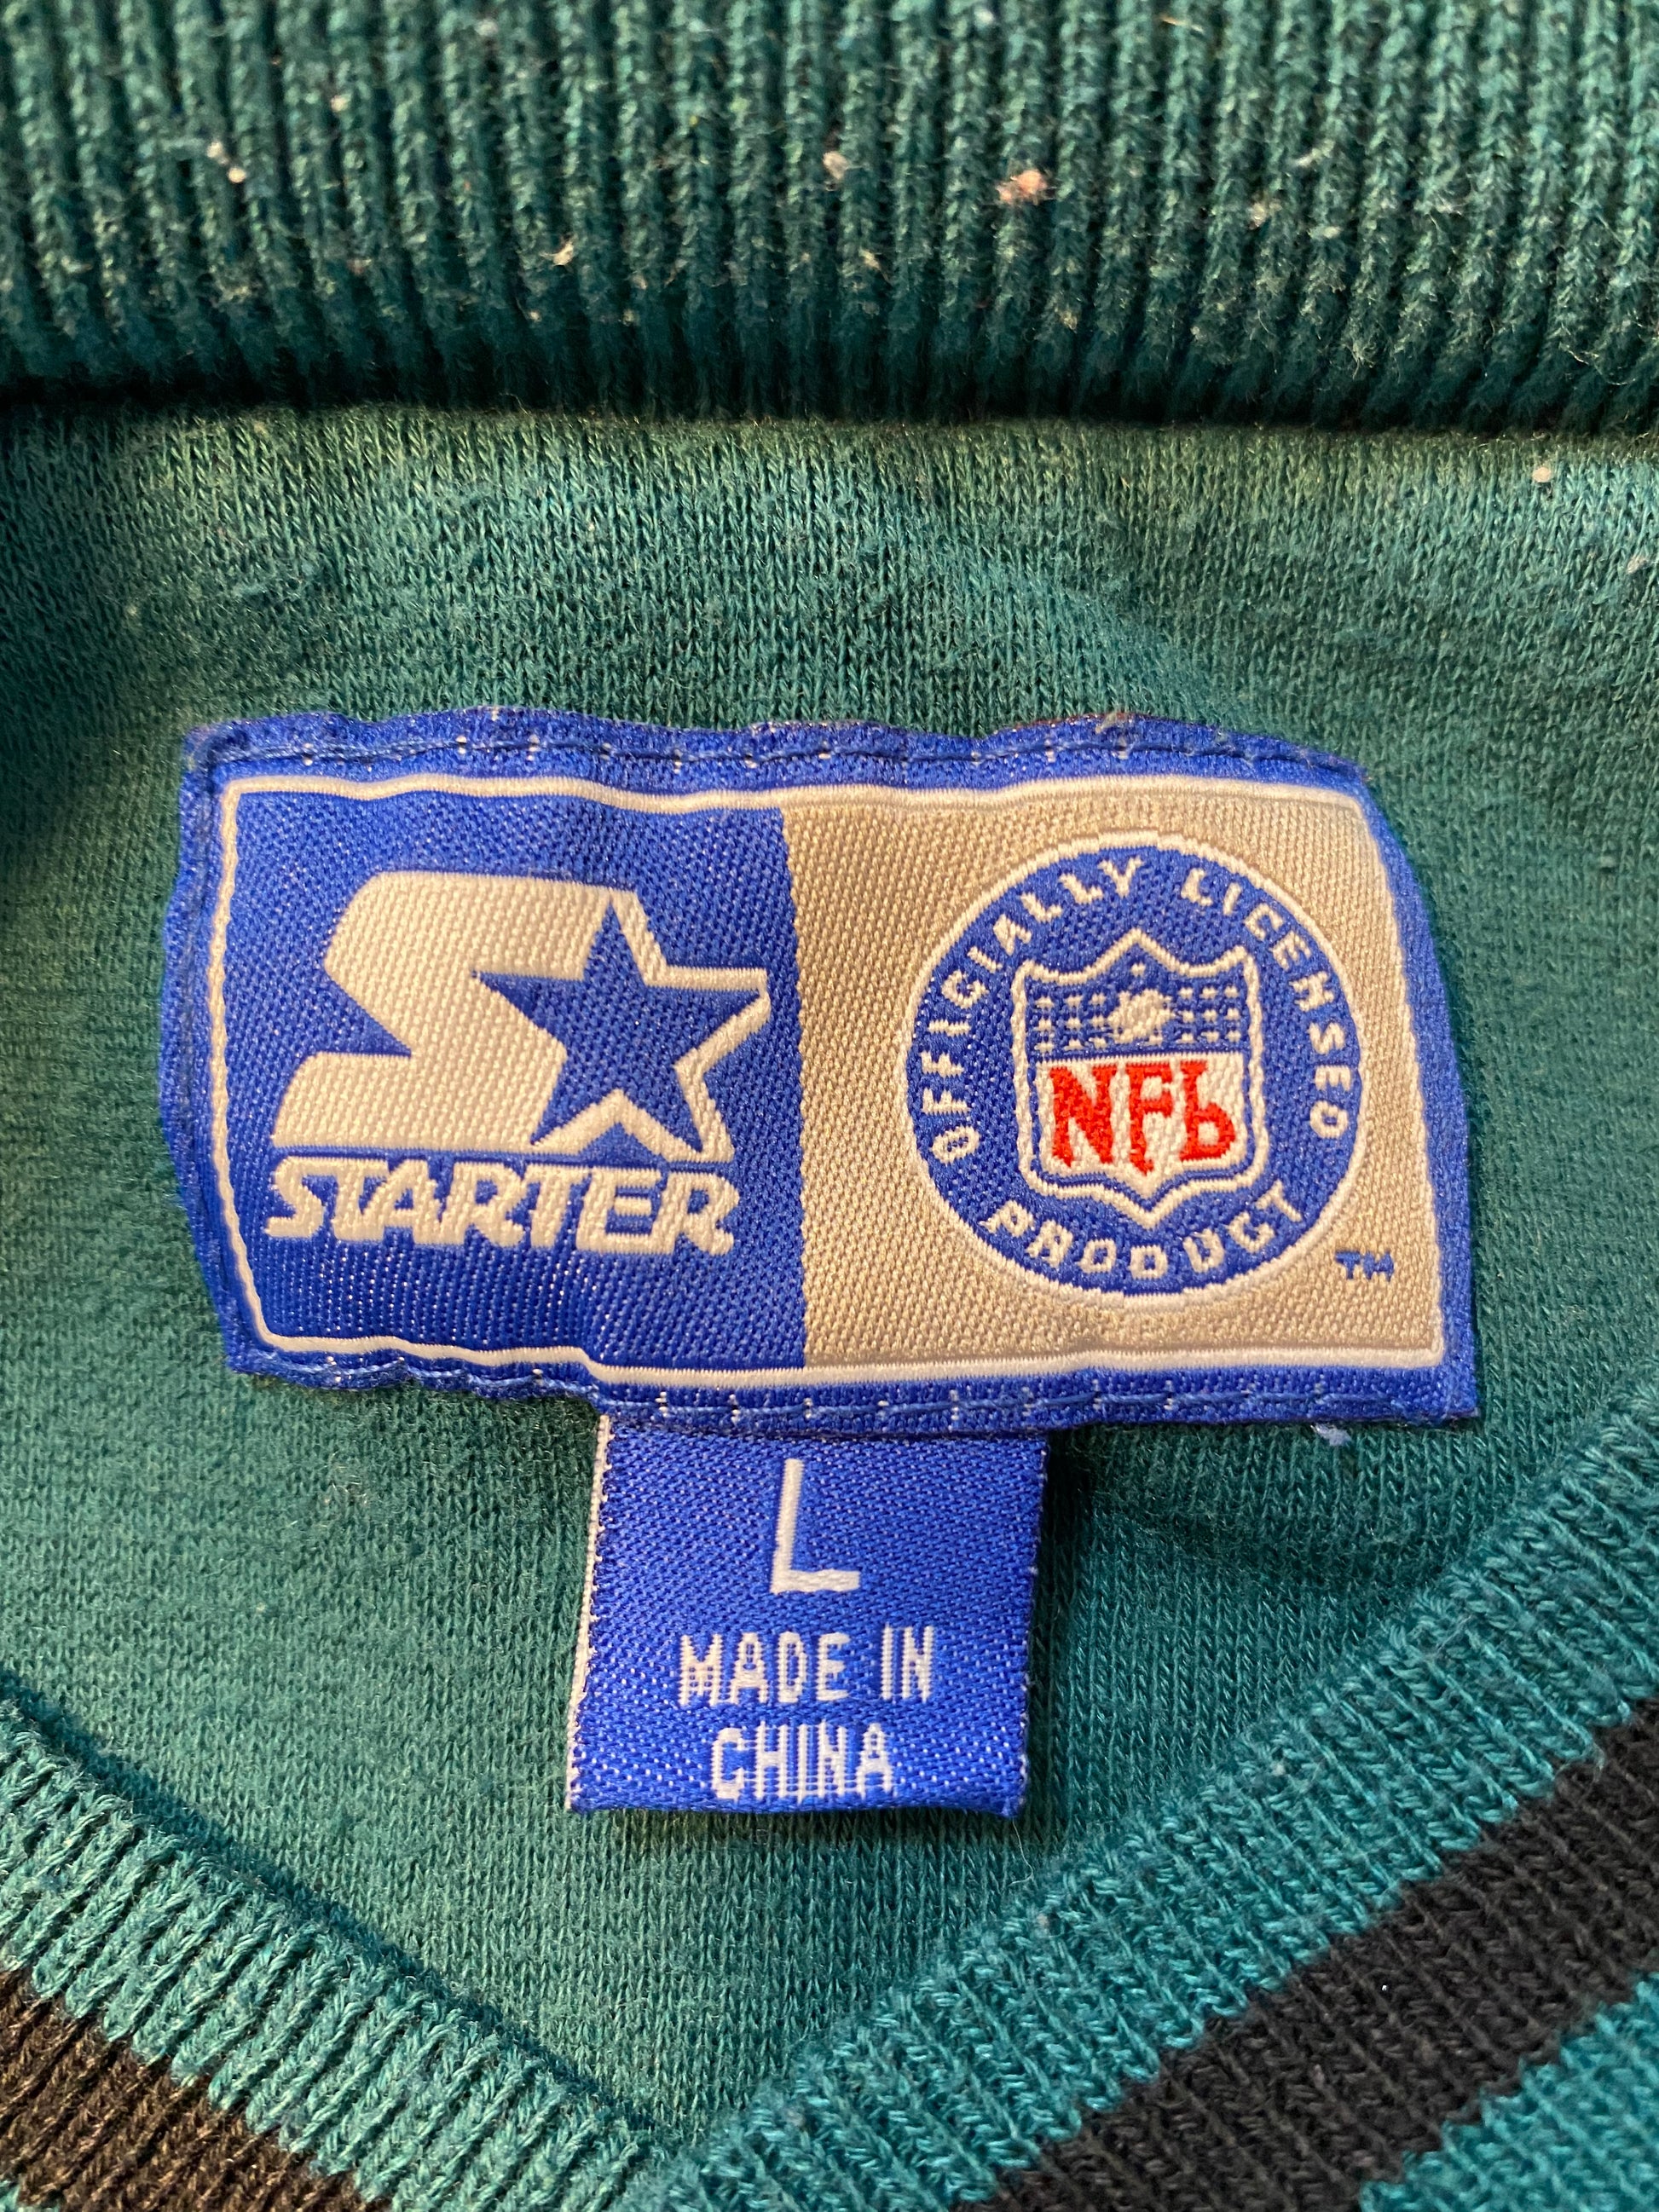 STARTER
OFFICIALLY LICENSED
NFL
PRODUCT
TM
L
MADE IN
CHINA